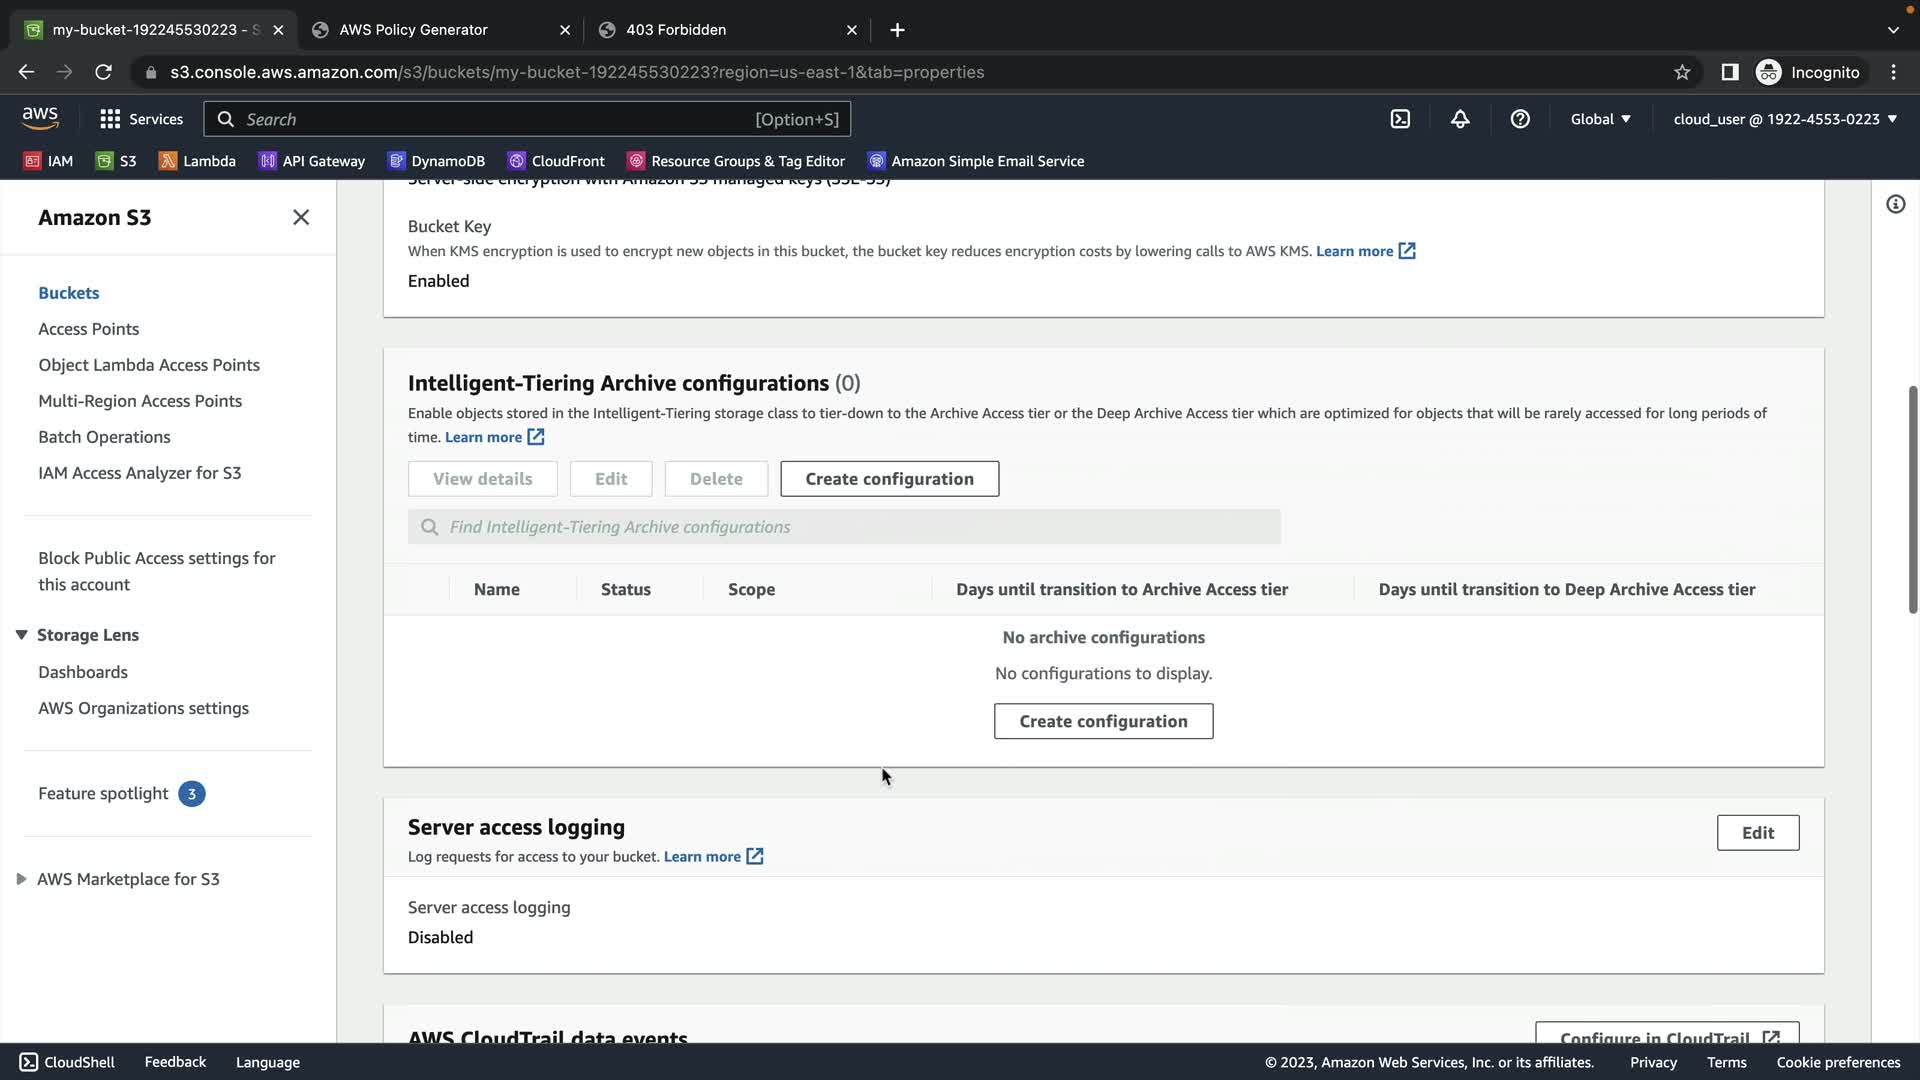 my-bucket-192245530223 - S
AWS Policy Generator
403 Forbidden
s3.console.aws.amazon.com/s3/buckets/my-bucket-192245530223?region=us-east-1&tab=properties
Incognito
aws
Services
Search
[Option+S]
Global
cloud_user @ 1922-4553-0223
IAM
S3
Lambda
API Gateway
DynamoDB
CloudFront
Resource Groups & Tag Editor
Amazon Simple Email Service
Amazon S3
Buckets
Access Points
Object Lambda Access Points
Multi-Region Access Points
Batch Operations
IAM Access Analyzer for S3
Block Public Access settings for
this account
Storage Lens
Dashboards
AWS Organizations settings
Feature spotlight 3
AWS Marketplace for S3
Server-side encryption with Amazon S3 managed keys (SSE-S3)
Bucket Key
When KMS encryption is used to encrypt new objects in this bucket, the bucket key reduces encryption costs by lowering calls to AWS KMS. Learn more
Enabled
Intelligent-Tiering Archive configurations (0)
Enable objects stored in the Intelligent-Tiering storage class to tier-down to the Archive Access tier or the Deep Archive Access tier which are optimized for objects that will be rarely accessed for long periods of
time. Learn more
View details
Edit
Delete
Create configuration
Find Intelligent-Tiering Archive configurations
Name
Status
Scope
Days until transition to Archive Access tier
Days until transition to Deep Archive Access tier
No archive configurations
No configurations to display.
Create configuration
Server access logging
Edit
Log requests for access to your bucket. Learn more
Server access logging
Disabled
AWS CloudTrail data events
Configure in CloudTrail
CloudShell
Feedback
Language
© 2023, Amazon Web Services, Inc. or its affiliates.
Privacy
Terms
Cookie preferences